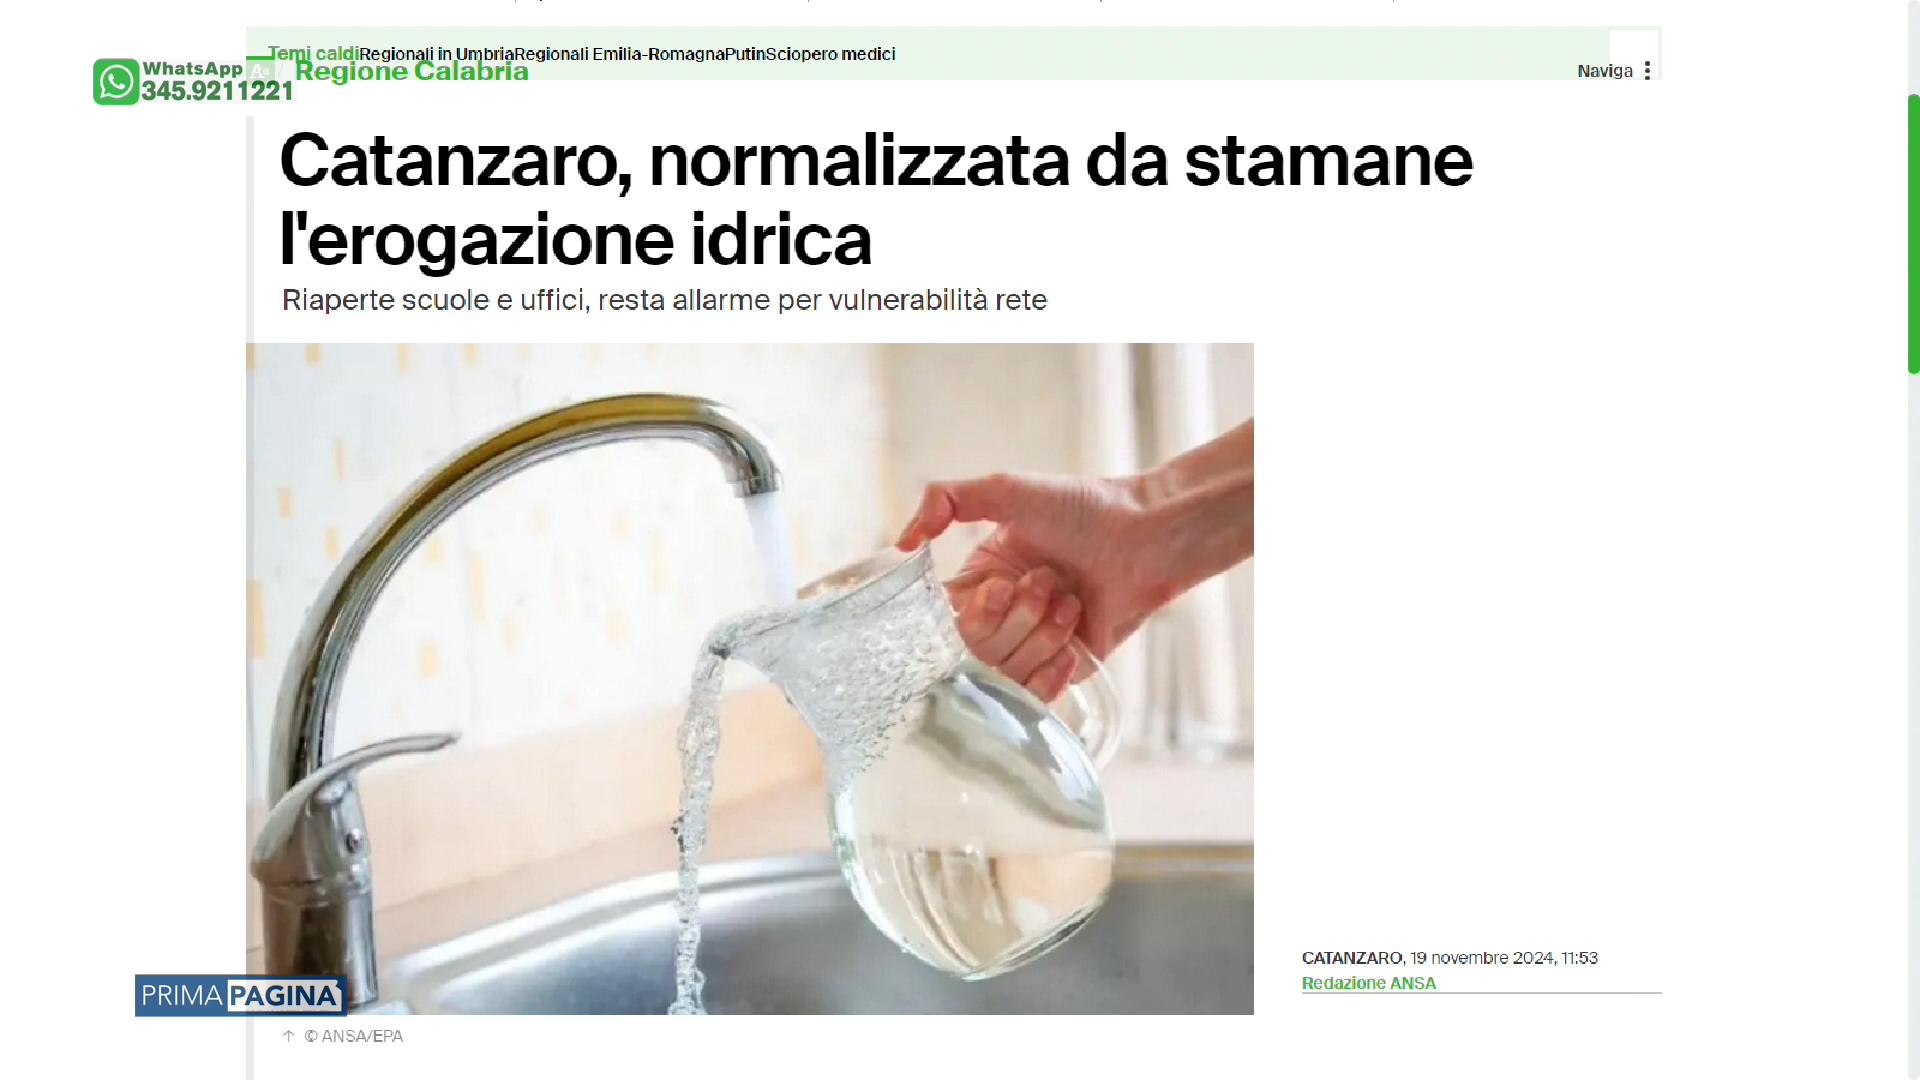 Temi caldi Regionali in Umbria Regionali Emilia-Romagna Putin Sciopero medici
WhatsApp
345.9211221
Regione Calabria
Naviga
Catanzaro, normalizzata da stamane
l'erogazione idrica
Riaperte scuole e uffici, resta allarme per vulnerabilità rete
CATANZARO, 19 novembre 2024, 11:53
Redazione ANSA
PRIMA PAGINA
↑ © ANSA/EPA